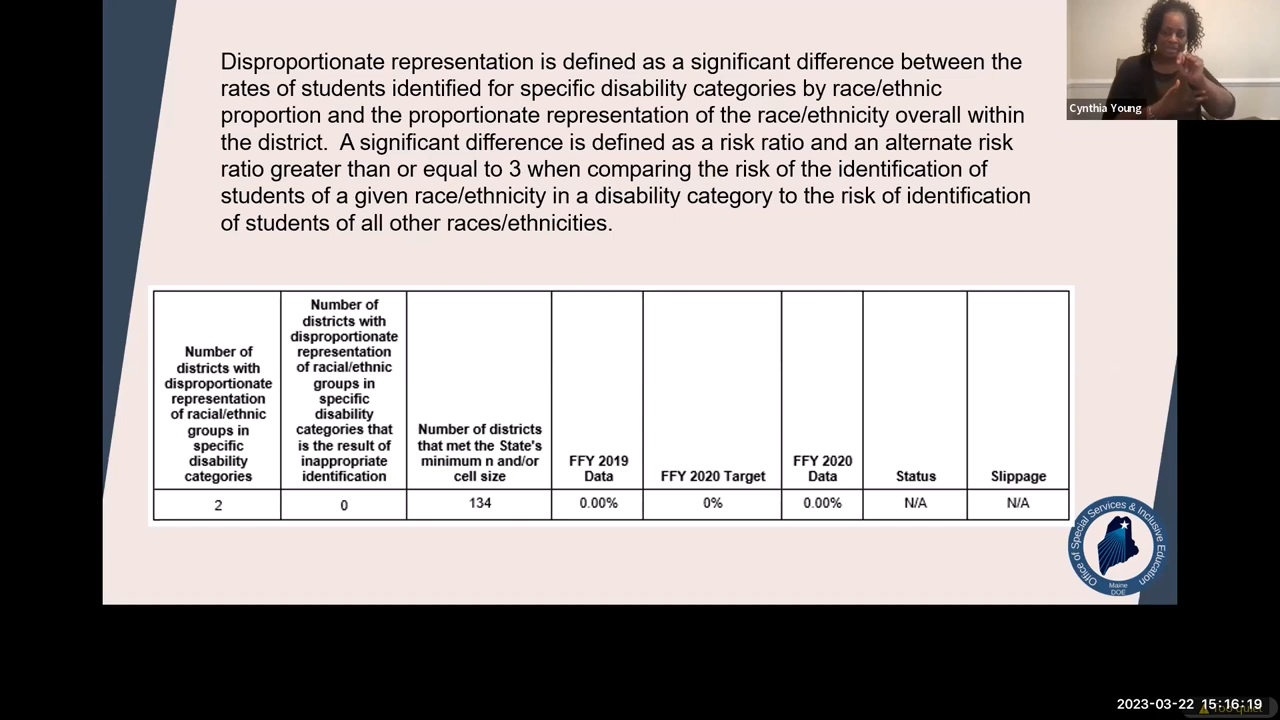 Disproportionate representation is defined as a significant difference between the
rates of students identified for specific disability categories by race/ethnic
proportion and the proportionate representation of the race/ethnicity overall within
the district. A significant difference is defined as a risk ratio and an alternate risk
ratio greater than or equal to 3 when comparing the risk of the identification of
students of a given race/ethnicity in a disability category to the risk of identification
of students of all other races/ethnicities.
Cynthia Young
Number of
districts with
disproportionate
representation
of racial/ethnic
groups in
specific
disability
categories
Number of
districts with
disproportionate
representation
of racial/ethnic
groups in
specific
disability
categories that
is the result of
inappropriate
identification
Number of districts
that met the State's
minimum n and/or
cell size
FFY 2019
Data
FFY 2020 Target
FFY 2020
Data
Status
Slippage
2
0
134
0.00%
0%
0.00%
N/A
N/A
Office of Special Services & Inclusive Education
Maine
DOE
2023-03-22 15:16:19